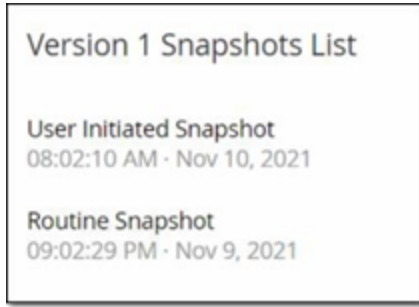 Version 1 Snapshots List
User Initiated Snapshot
08:02:10 AM · Nov 10, 2021
Routine Snapshot
09:02:29 PM · Nov 9, 2021